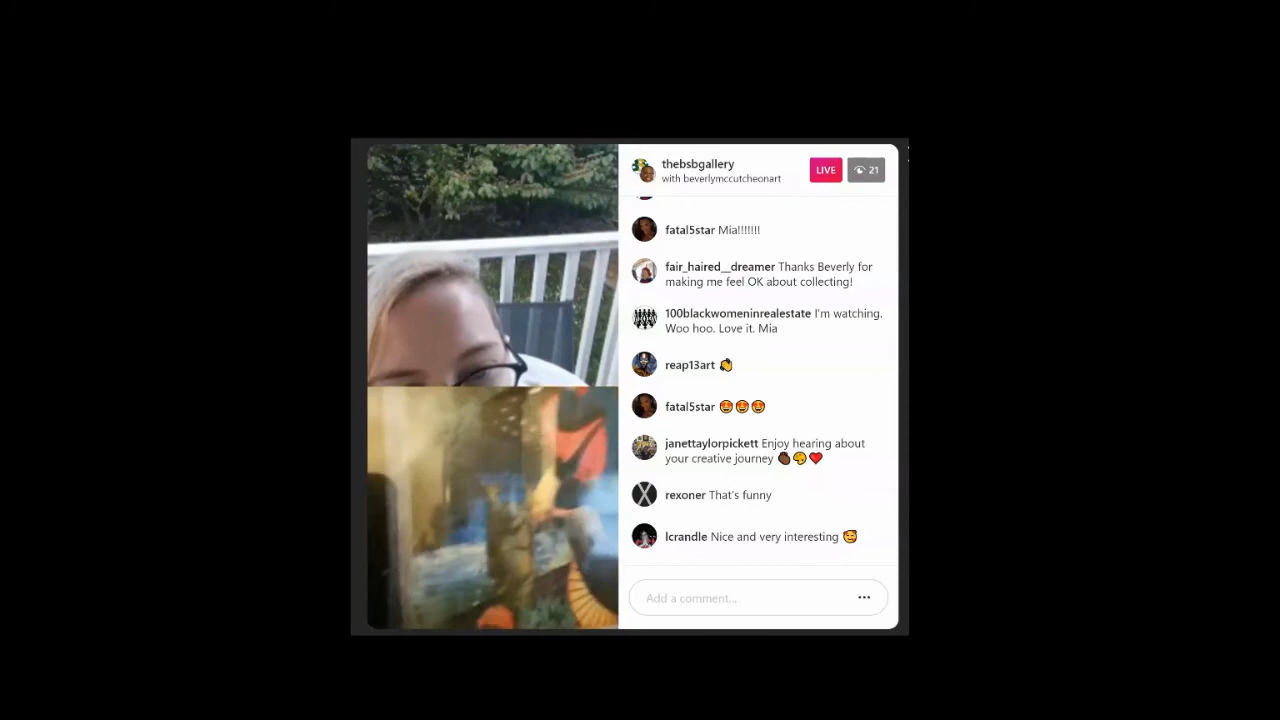 thebsbgallery
with beverlymccutcheonart
LIVE
21
fatal5star Mia!!!!!!!
fair_haired__dreamer Thanks Beverly for
making me feel OK about collecting!
100blackwomeninrealestate I'm watching.
Woo hoo. Love it. Mia
reap13art 👏
fatal5star 🤩🤩🤩
janettaylorpickett Enjoy hearing about
your creative journey ✊🏿🎨❤️
rexoner That's funny
lcrandle Nice and very interesting 🥰
Add a comment...